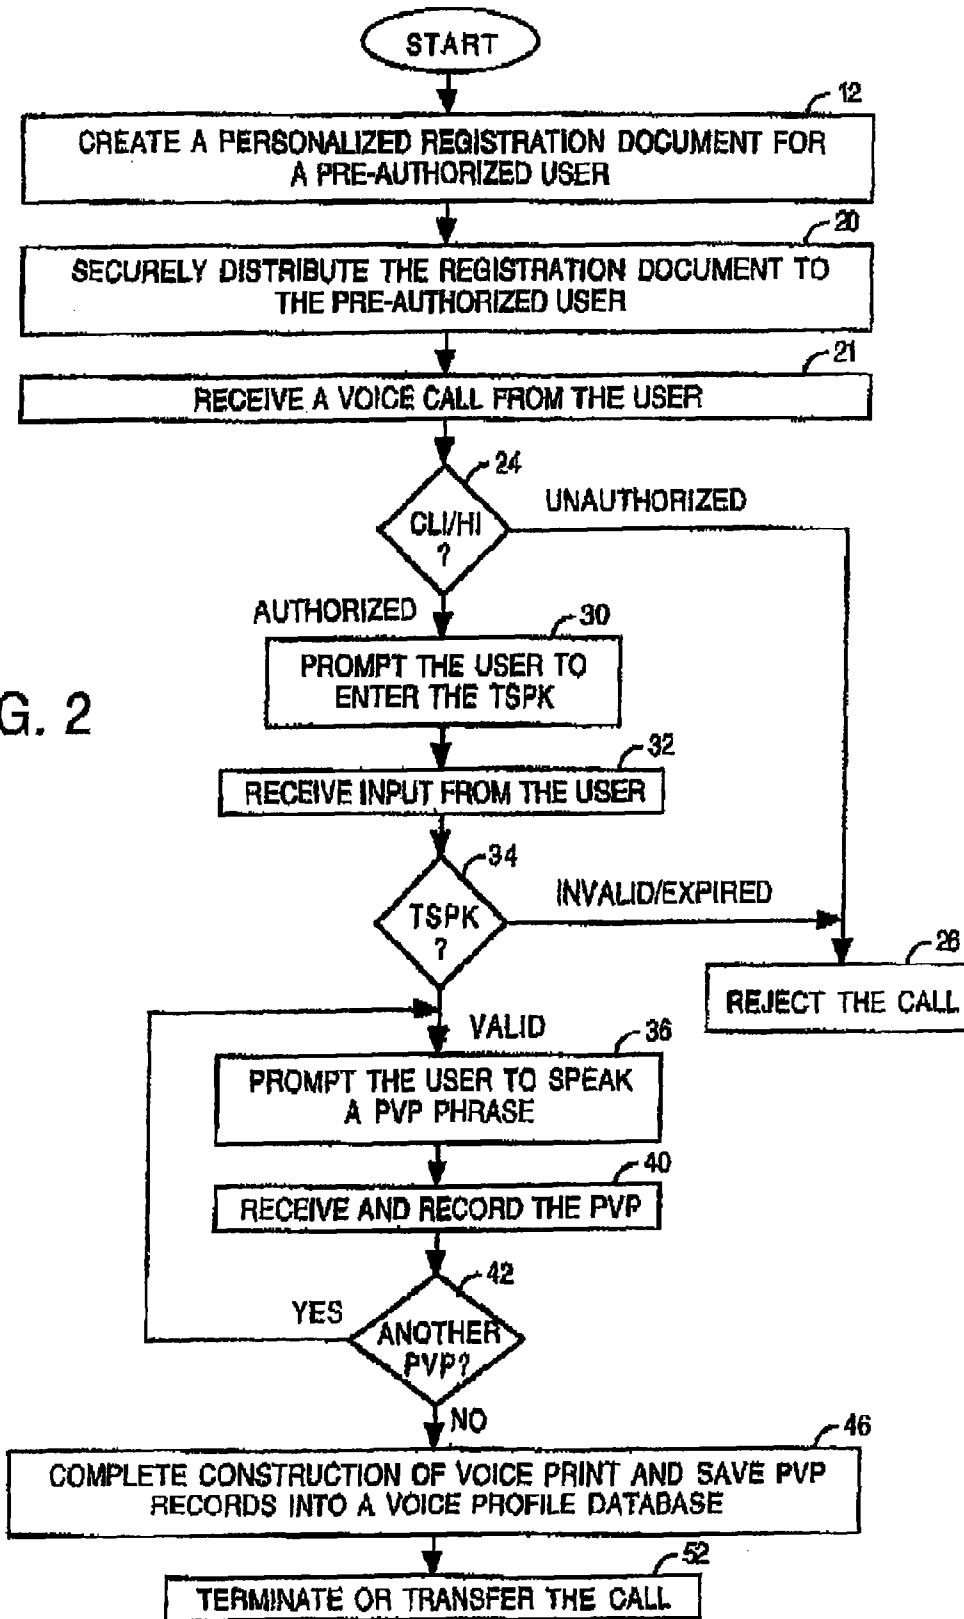 START
12
CREATE A PERSONALIZED REGISTRATION DOCUMENT FOR
A PRE-AUTHORIZED USER
20
SECURELY DISTRIBUTE THE REGISTRATION DOCUMENT TO
THE PRE-AUTHORIZED USER
21
RECEIVE A VOICE CALL FROM THE USER
24
CLI/HI
?
UNAUTHORIZED
AUTHORIZED
30
PROMPT THE USER TO
ENTER THE TSPK
G. 2
32
RECEIVE INPUT FROM THE USER
34
TSPK
?
INVALID/EXPIRED
26
REJECT THE CALL
VALID
36
PROMPT THE USER TO SPEAK
A PVP PHRASE
40
RECEIVE AND RECORD THE PVP
42
ANOTHER
PVP?
YES
NO
46
COMPLETE CONSTRUCTION OF VOICE PRINT AND SAVE PVP
RECORDS INTO A VOICE PROFILE DATABASE
52
TERMINATE OR TRANSFER THE CALL